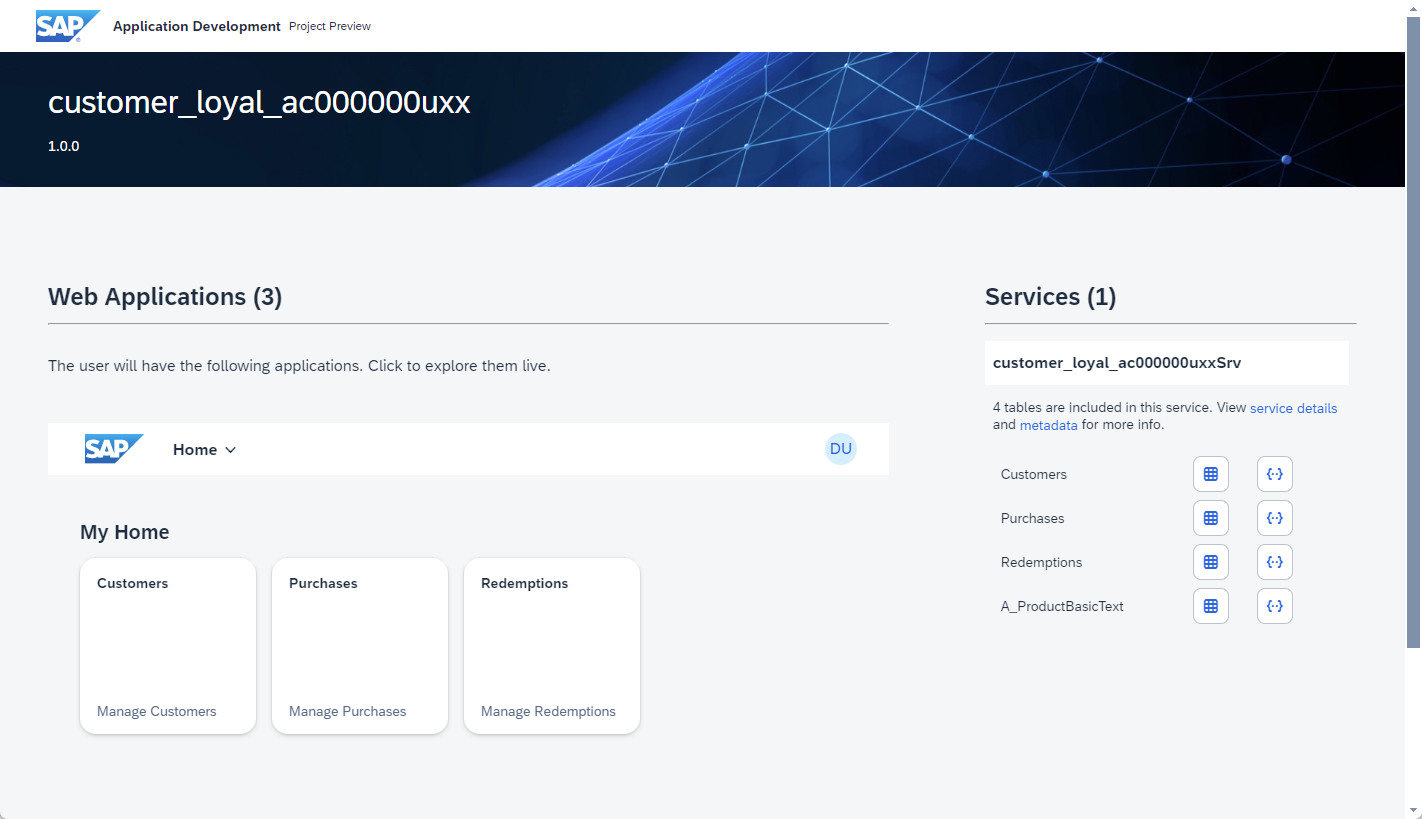 SAP Application Development Project Preview
customer_loyal_ac000000uxx
1.0.0
Web Applications (3)
The user will have the following applications. Click to explore them live.
SAP Home DU
My Home
Customers
Manage Customers
Purchases
Manage Purchases
Redemptions
Manage Redemptions
Services (1)
customer_loyal_ac000000uxxSrv
4 tables are included in this service. View service details
and metadata for more info.
Customers
Purchases
Redemptions
A_ProductBasicText